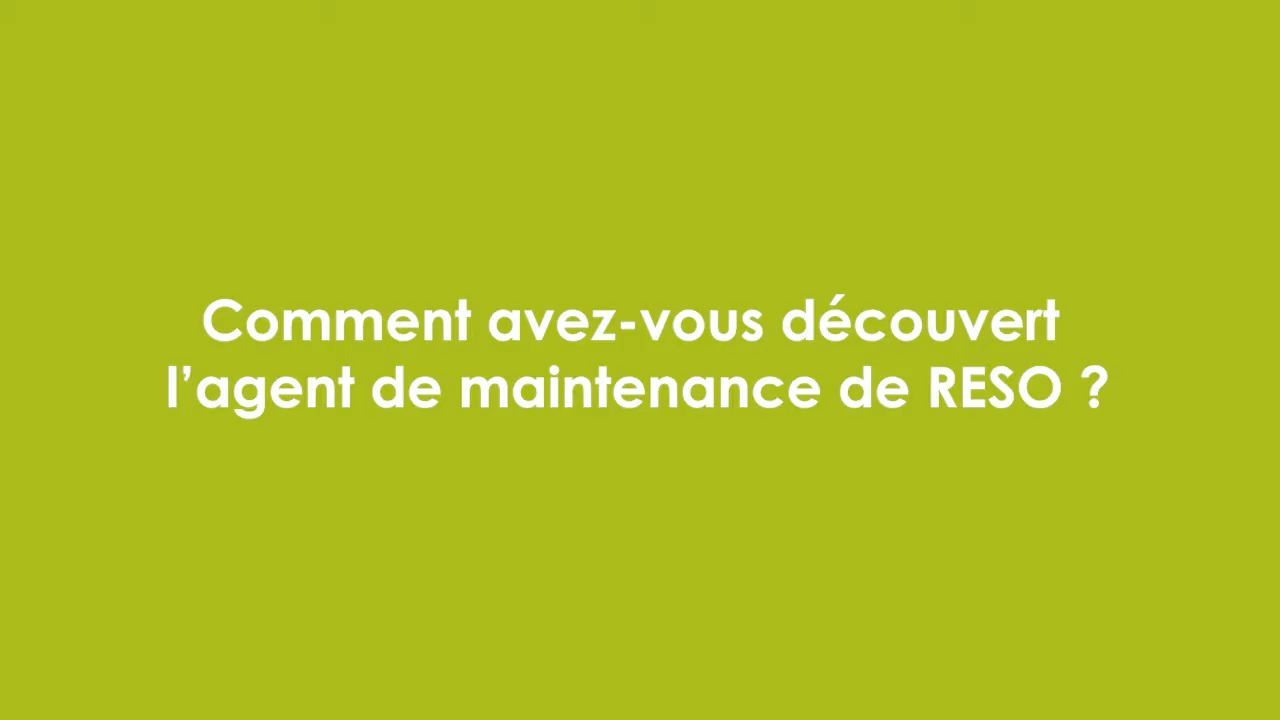 Comment avez-vous découvert
l’agent de maintenance de RESO ?